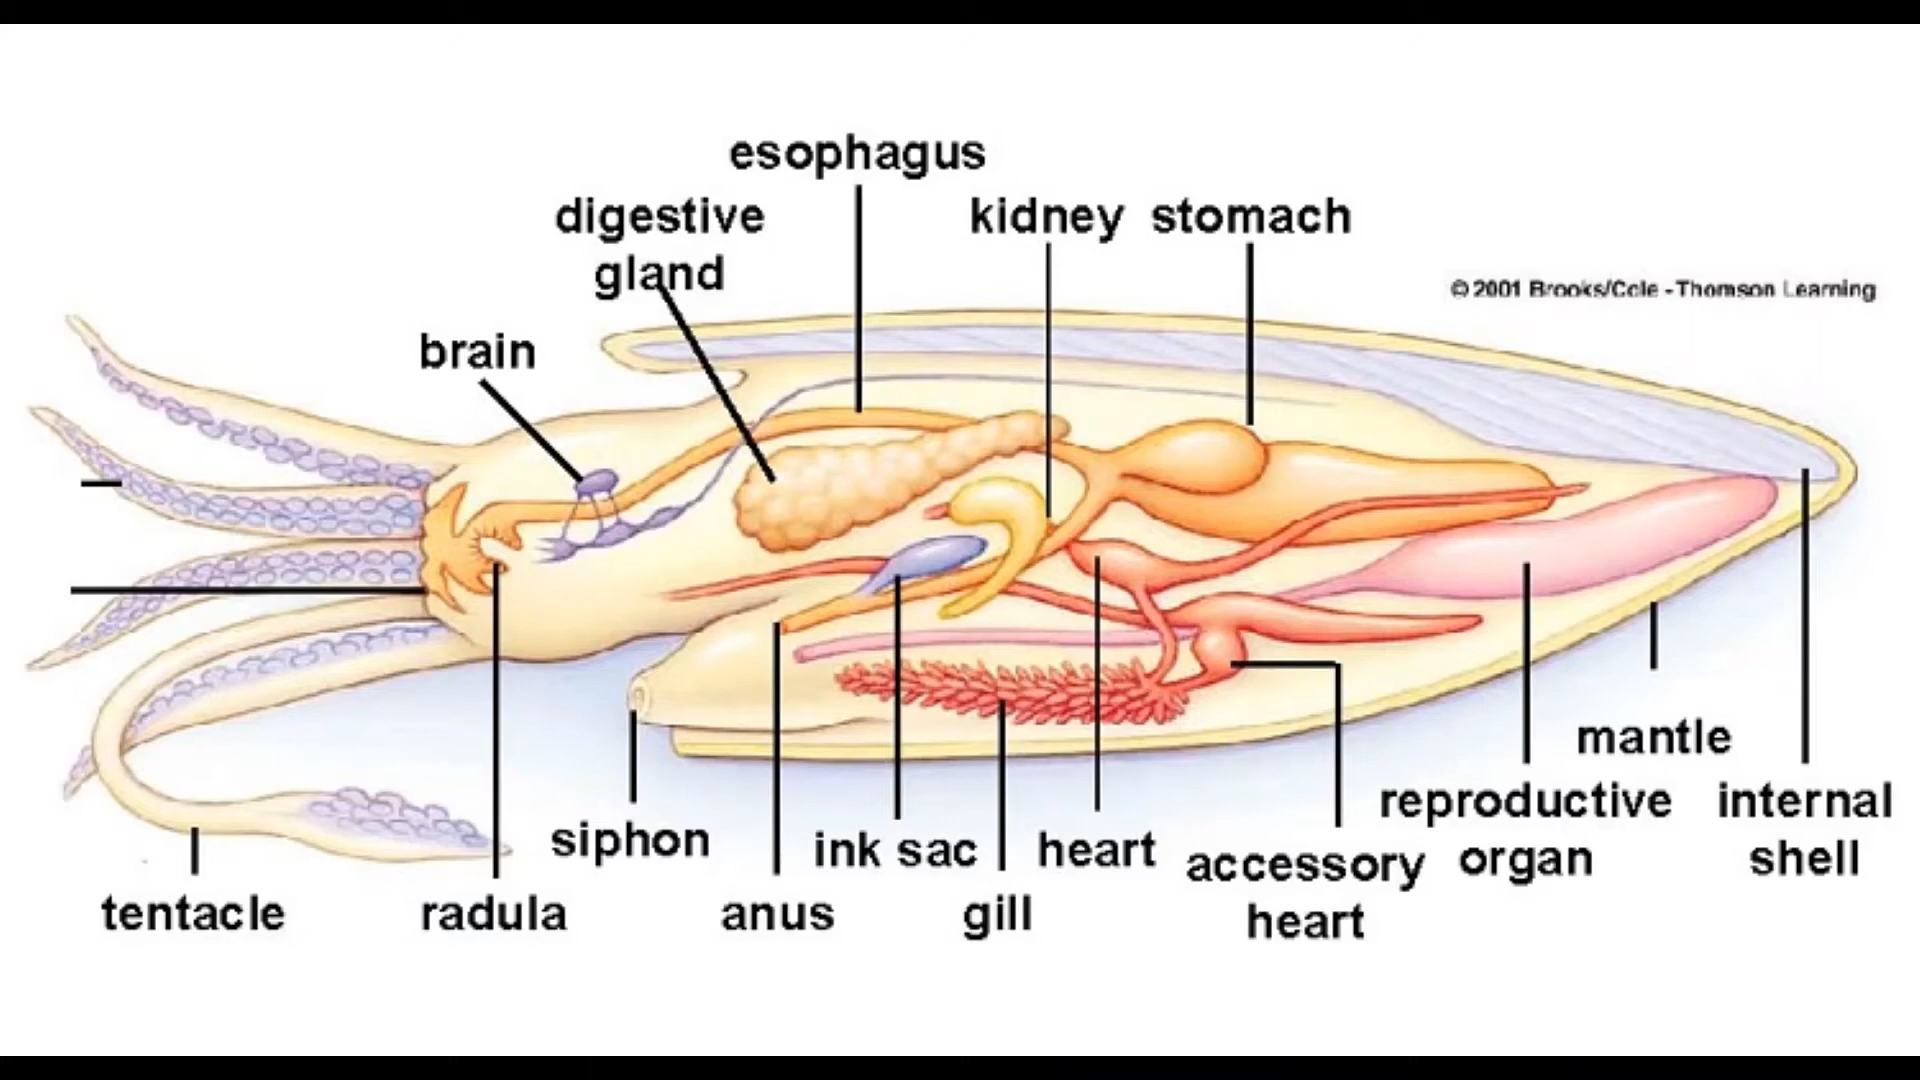 esophagus
digestive
gland
kidney
stomach
© 2001 Brooks/Cole - Thomson Learning
brain
mantle
reproductive
organ
internal
shell
siphon
ink sac
heart
accessory
heart
tentacle
radula
anus
gill